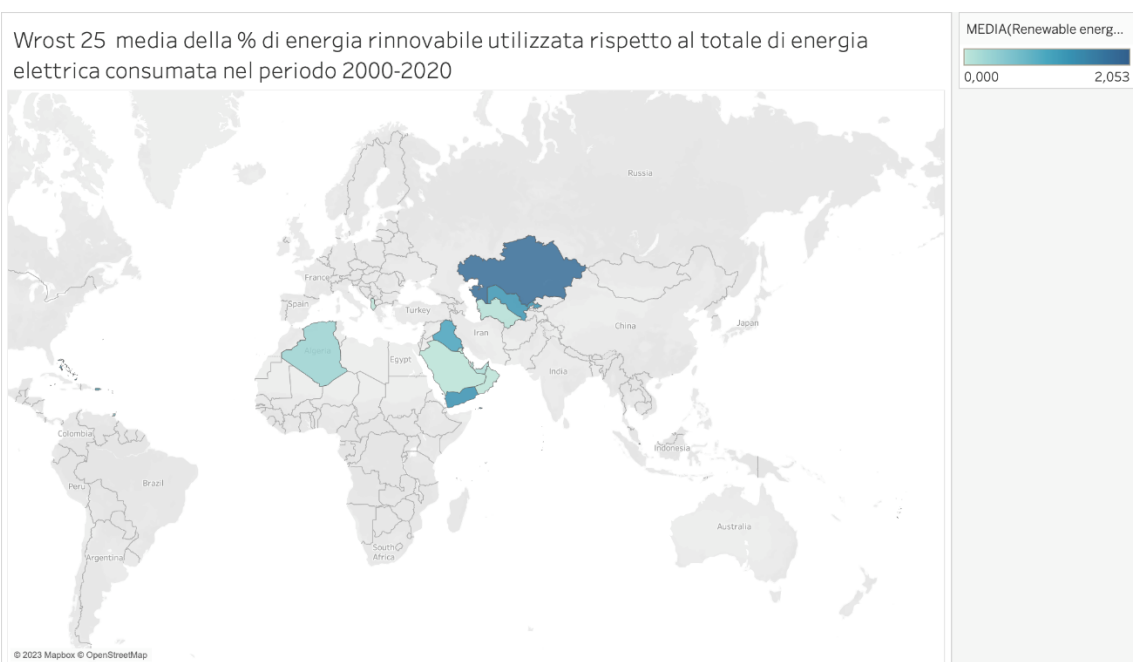 Wrost 25 media della % di energia rinnovabile utilizzata rispetto al totale di energia
elettrica consumata nel periodo 2000-2020
MEDIA(Renewable energ...
0,000 2,053
Russia
France
Spain
Turkey
Iran
China
Japan
Algeria
Egypt
India
Colombia
Indonesia
Peru
Brazil
Australia
South
Africa
Argentina
© 2023 Mapbox © OpenStreetMap